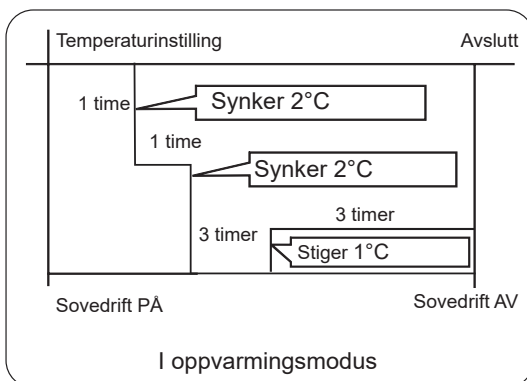 Temperaturinstilling
Avslutt
1 time
Synker 2°C
1 time
Synker 2°C
3 timer
3 timer
Stiger 1°C
Sovedrift PÅ
Sovedrift AV
I oppvarmingsmodus